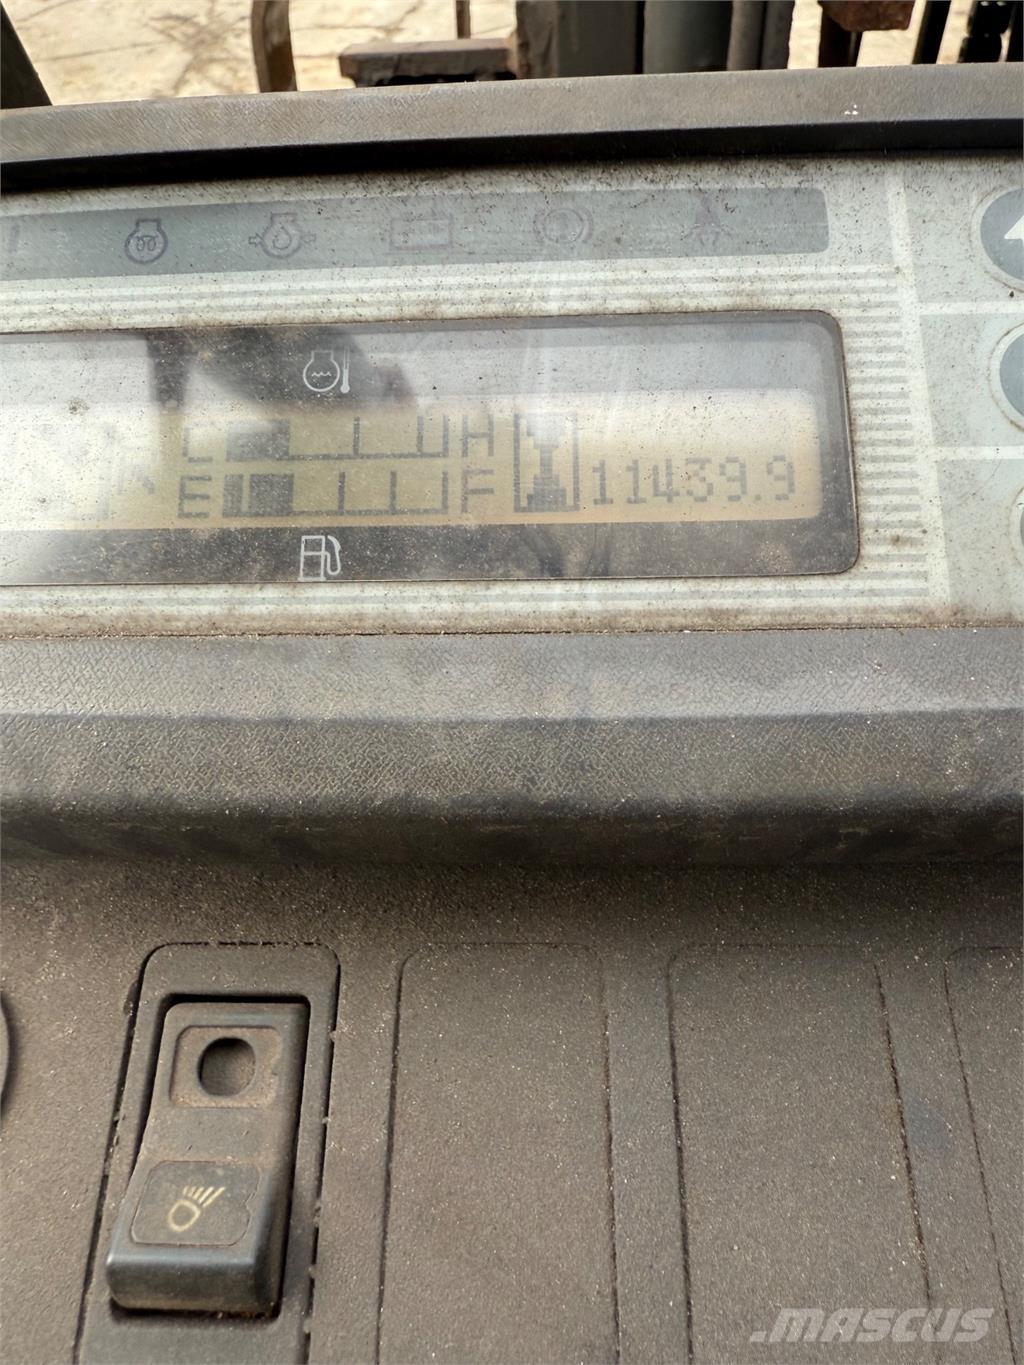 C H
E F
11439.9
MASCUS